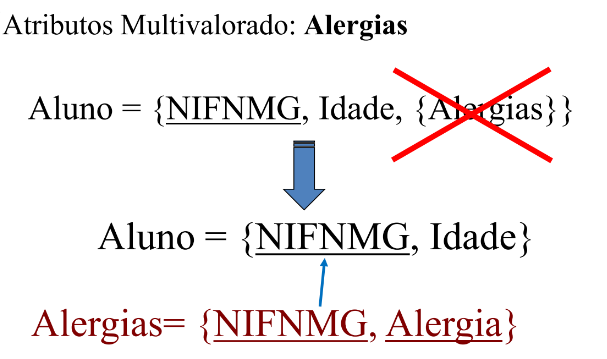 Atributos Multivalorado: Alergias
Aluno = {NIFNMG, Idade, {Alergias}}
Aluno = {NIFNMG, Idade}
Alergias= {NIFNMG, Alergia}